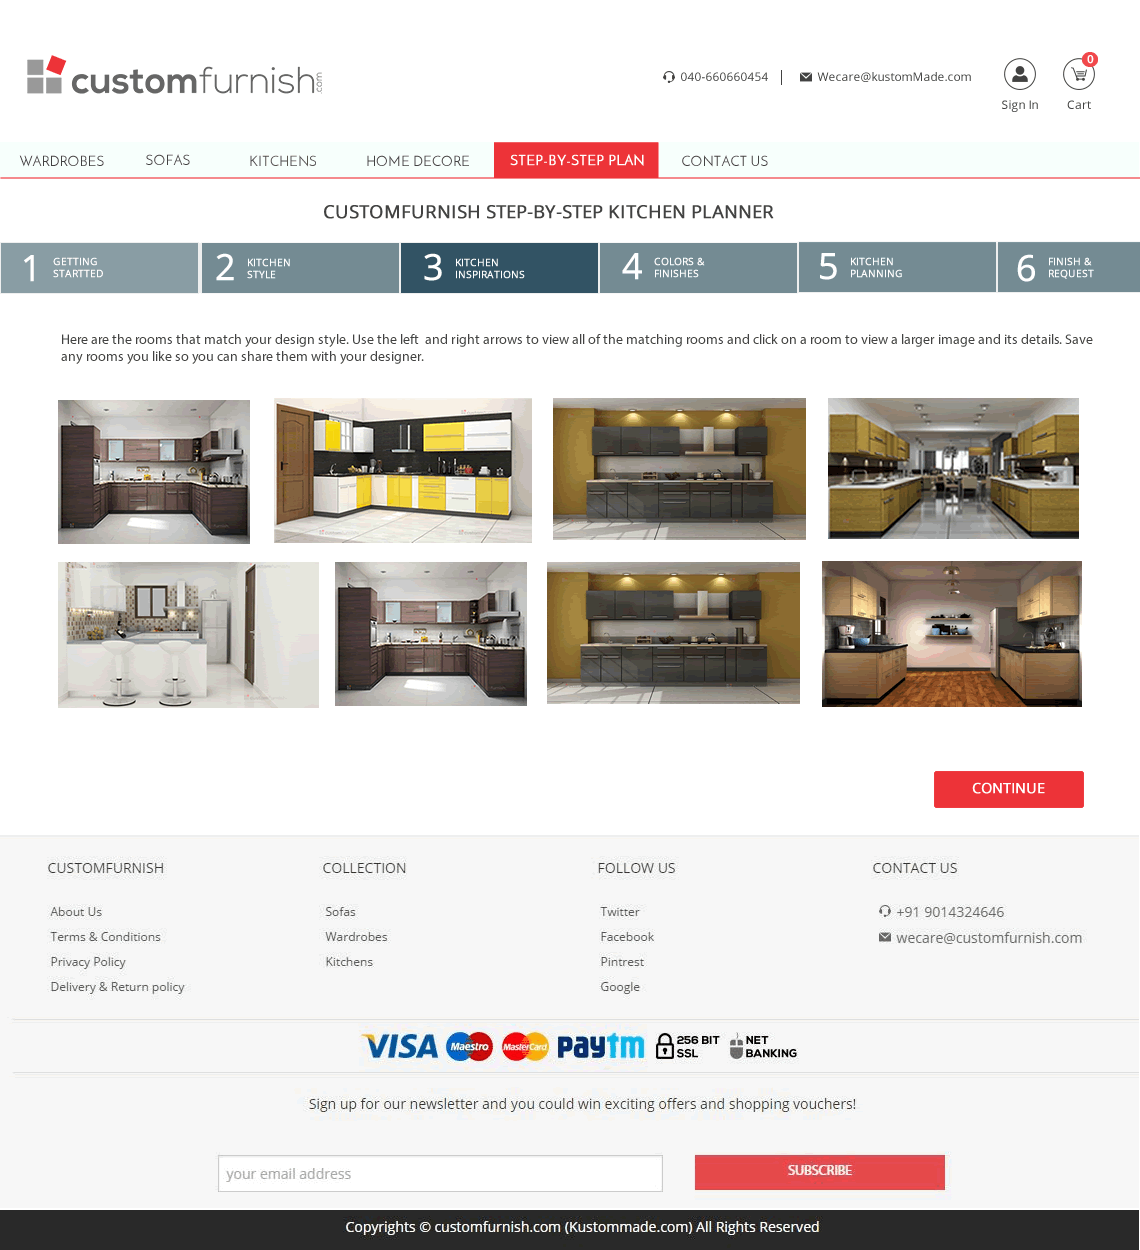 customfurnish.com
040-660660454 | Wecare@kustomMade.com
0
Sign In
Cart
WARDROBES
SOFAS
KITCHENS
HOME DECORE
STEP-BY-STEP PLAN
CONTACT US
CUSTOMFURNISH STEP-BY-STEP KITCHEN PLANNER
1 GETTING
STARTTED
2 KITCHEN
STYLE
3 KITCHEN
INSPIRATIONS
4 COLORS &
FINISHES
5 KITCHEN
PLANNING
6 FINISH &
REQUEST
Here are the rooms that match your design style. Use the left and right arrows to view all of the matching rooms and click on a room to view a larger image and its details. Save
any rooms you like so you can share them with your designer.
CONTINUE
CUSTOMFURNISH
About Us
Terms & Conditions
Privacy Policy
Delivery & Return policy
COLLECTION
Sofas
Wardrobes
Kitchens
FOLLOW US
Twitter
Facebook
Pintrest
Google
CONTACT US
+91 9014324646
wecare@customfurnish.com
VISA
Maestro
MasterCard
paytm
256 BIT
SSL
NET
BANKING
Sign up for our newsletter and you could win exciting offers and shopping vouchers!
your email address
SUBSCRIBE
Copyrights © customfurnish.com (Kustommade.com) All Rights Reserved